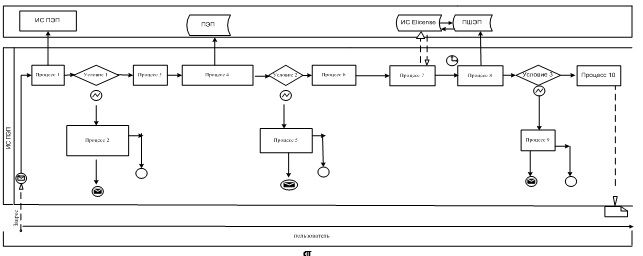 ИС ПЭП
ПЭП
ИС Elicense
ПШЭП
ИС ПЭП
Процесс 1
Условие 1
Процесс 3
Процесс 4
Условие 2
Процесс 6
Процесс 7
Процесс 8
Условие 3
Процесс 10
Процесс 2
Процесс 5
Процесс 9
Запрос
пользователь
¶